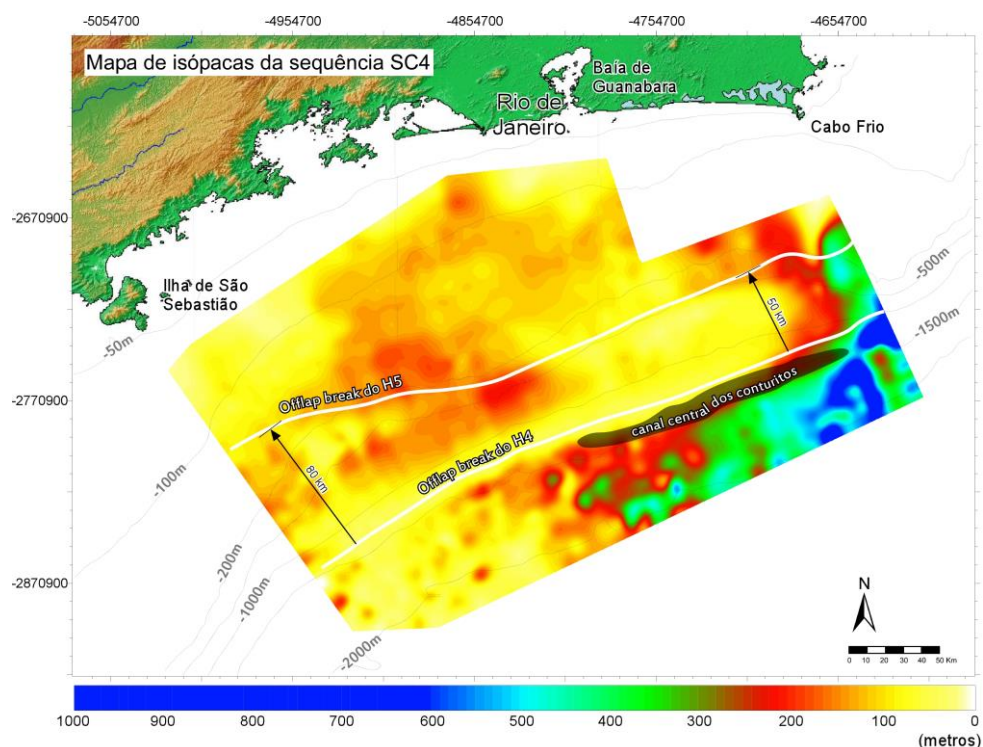 -5054700
-4954700
-4854700
-4754700
-4654700
Mapa de isópacas da sequência SC4
Baía de
Guanabara
Rio de
Janeiro
Cabo Frio
-2670900
Ilha de São
Sebastião
-50m
-500m
-1500m
50 km
Offlap break do H5
-2770900
canal central dos conturitos
Offlap break do H4
80 km
-100m
-200m
-1000m
-2870900
-2000m
N
0 10 20 30 40 50 Km
1000 900 800 700 600 500 400 300 200 100 0
(metros)